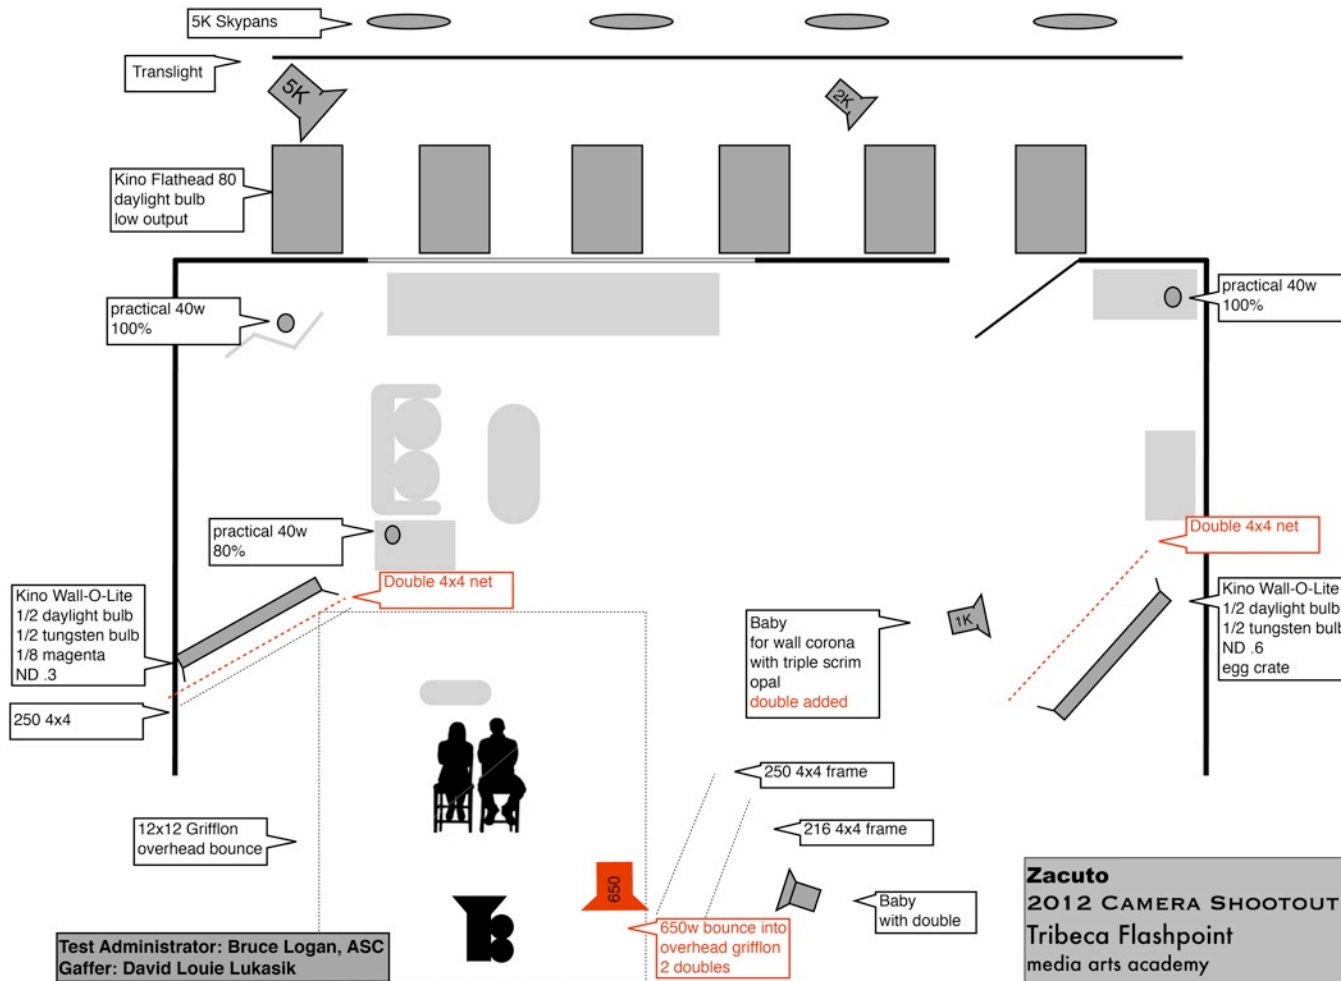 5K Skypans
Translight
5K
2K
Kino Flathead 80
daylight bulb
low output
practical 40w
100%
practical 40w
100%
practical 40w
80%
Double 4x4 net
Double 4x4 net
Kino Wall-O-Lite
1/2 daylight bulb
1/2 tungsten bulb
1/8 magenta
ND .3
Baby
for wall corona
with triple scrim
opal
double added
1K
Kino Wall-O-Lite
1/2 daylight bulb
1/2 tungsten bulb
ND .6
egg crate
250 4x4
250 4x4 frame
12x12 Grifflon
overhead bounce
216 4x4 frame
650
Baby
with double
650w bounce into
overhead grifflon
2 doubles
Test Administrator: Bruce Logan, ASC
Gaffer: David Louie Lukasik
Zacuto
2012 CAMERA SHOOTOUT
Tribeca Flashpoint
media arts academy